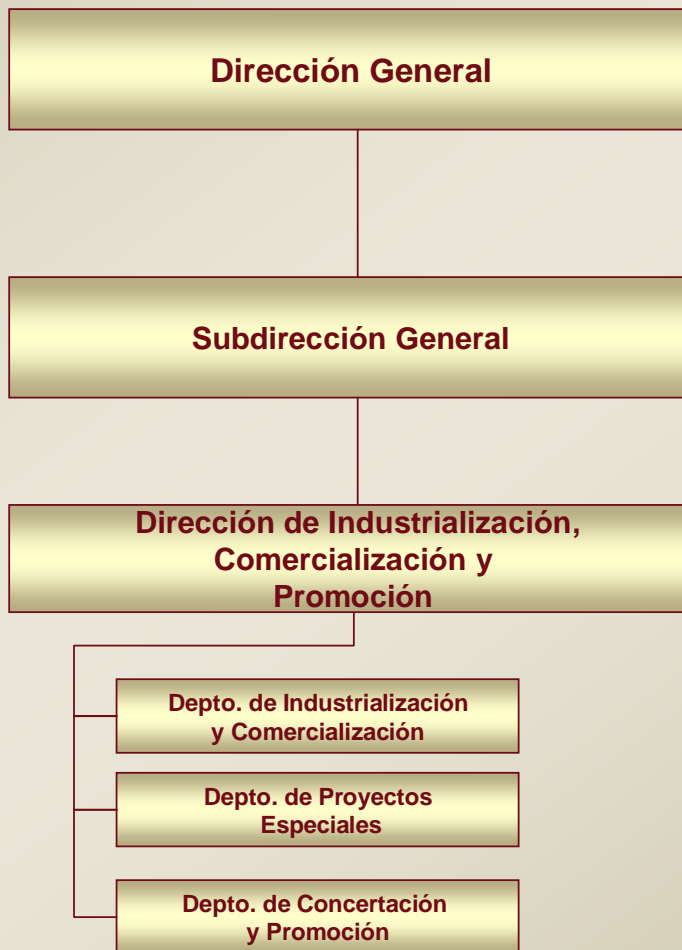 Dirección General
Subdirección General
Dirección de Industrialización,
Comercialización y
Promoción
Depto. de Industrialización
y Comercialización
Depto. de Proyectos
Especiales
Depto. de Concertación
y Promoción